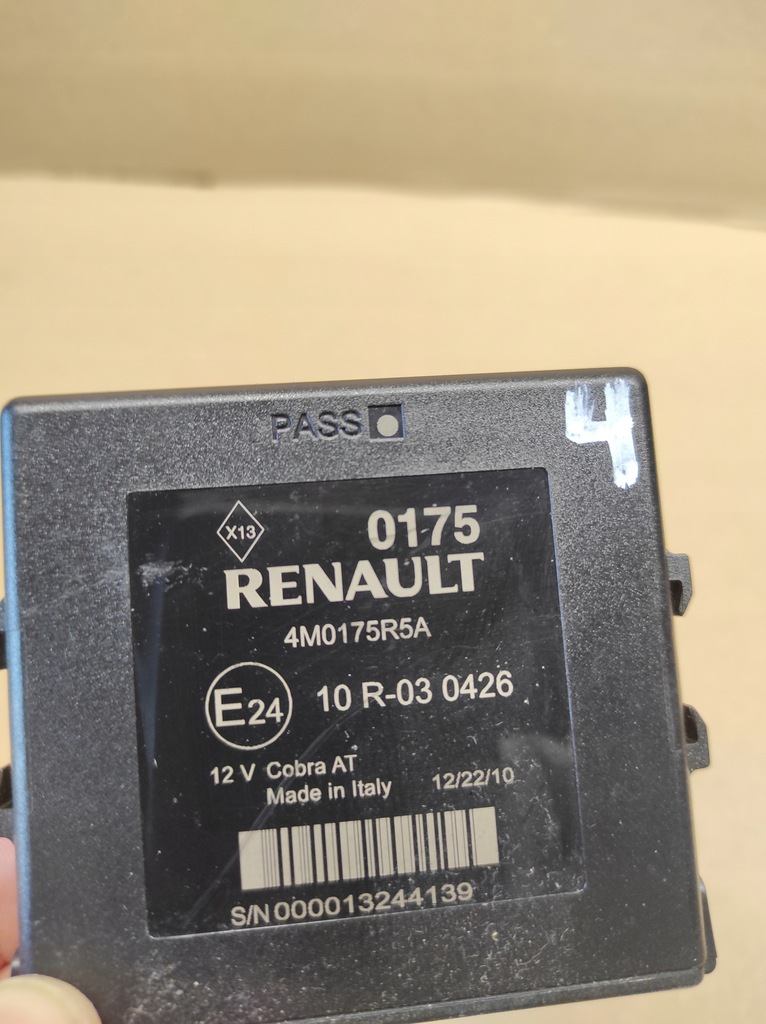 PASS
4
X13
0175
RENAULT
4M0175R5A
E24 10 R-03 0426
12 V Cobra AT
Made in Italy 12/22/10
S/N 000013244139